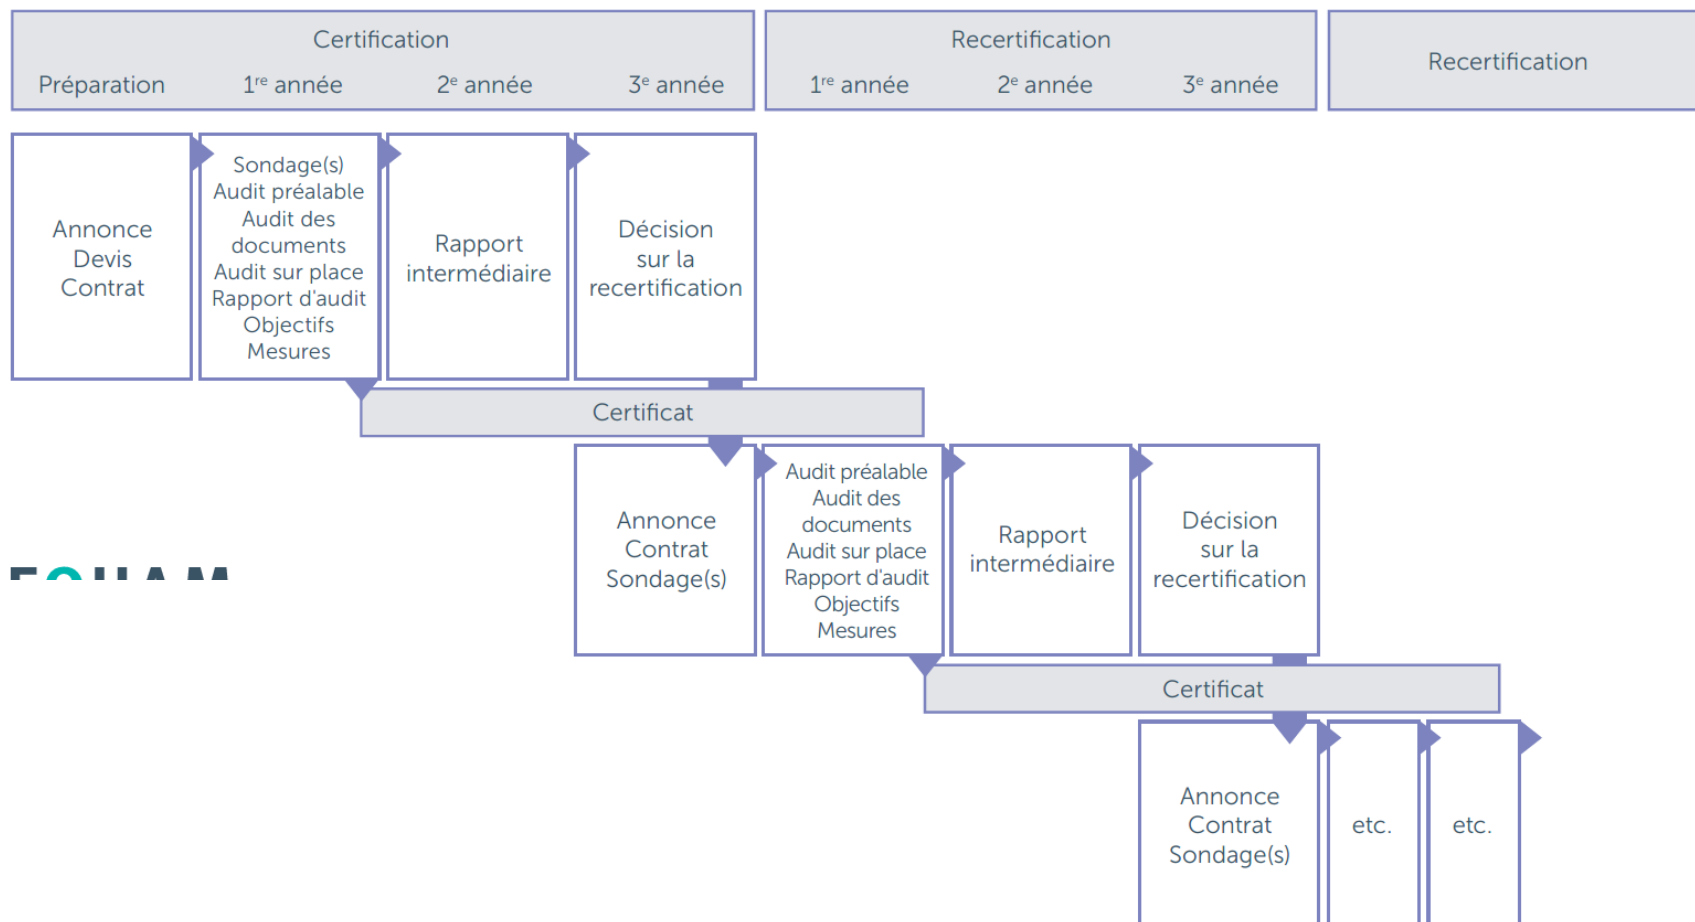 Certification
Préparation 1re année 2e année 3e année
Recertification
1re année 2e année 3e année
Recertification
Annonce
Devis
Contrat
Sondage(s)
Audit préalable
Audit des
documents
Audit sur place
Rapport d'audit
Objectifs
Mesures
Rapport
intermédiaire
Décision
sur la
recertification
Certificat
Annonce
Contrat
Sondage(s)
Audit préalable
Audit des
documents
Audit sur place
Rapport d'audit
Objectifs
Mesures
Rapport
intermédiaire
Décision
sur la
recertification
Certificat
Annonce
Contrat
Sondage(s)
etc.
etc.